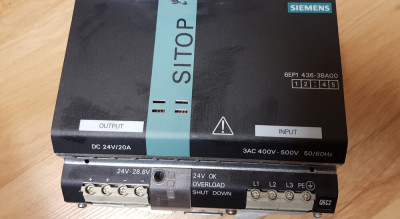 SIEMENS
SITOP
6EP1 436-3BA00
1 2 3 4 5
OUTPUT
INPUT
DC 24V/20A
3AC 400V-500V 50/60Hz
24V-28.8V
24V OK
+ + - -
OVERLOAD
SHUT DOWN
L1 L2 L3 PE